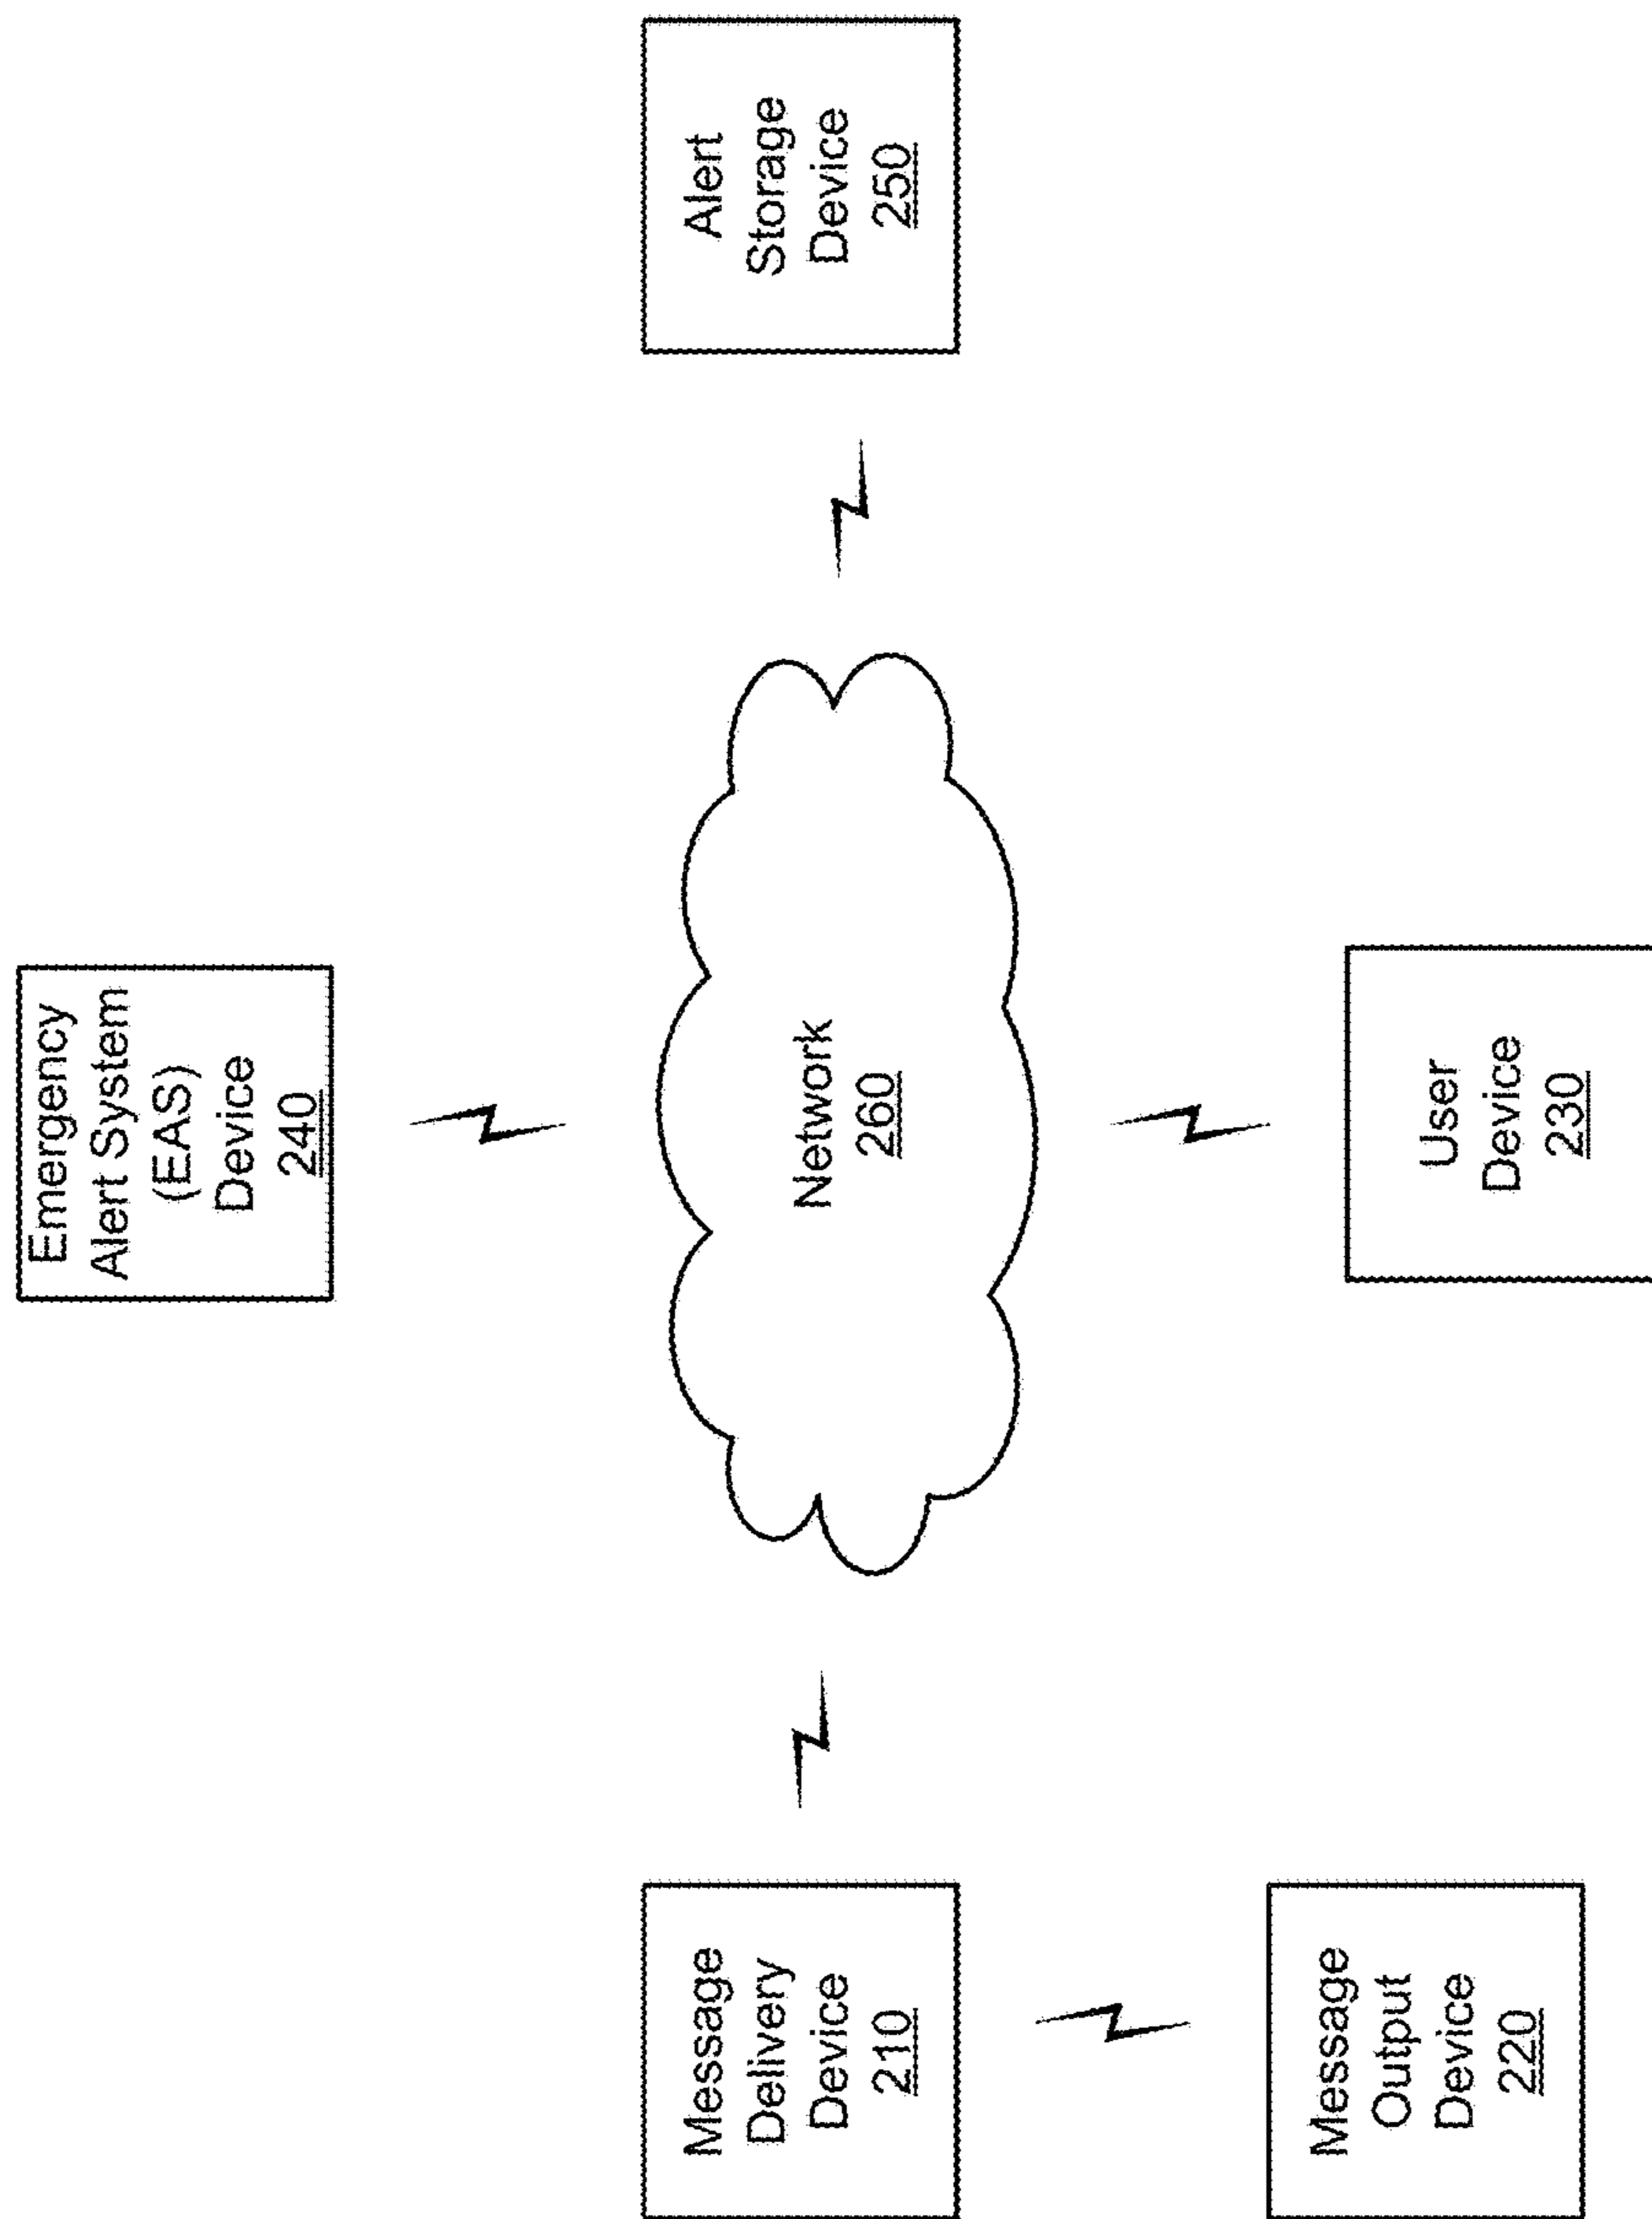 Emergency
Alert System
(EAS)
Device
240
Message
Delivery
Device
210
Network
260
Alert
Storage
Device
250
Message
Output
Device
220
User
Device
230